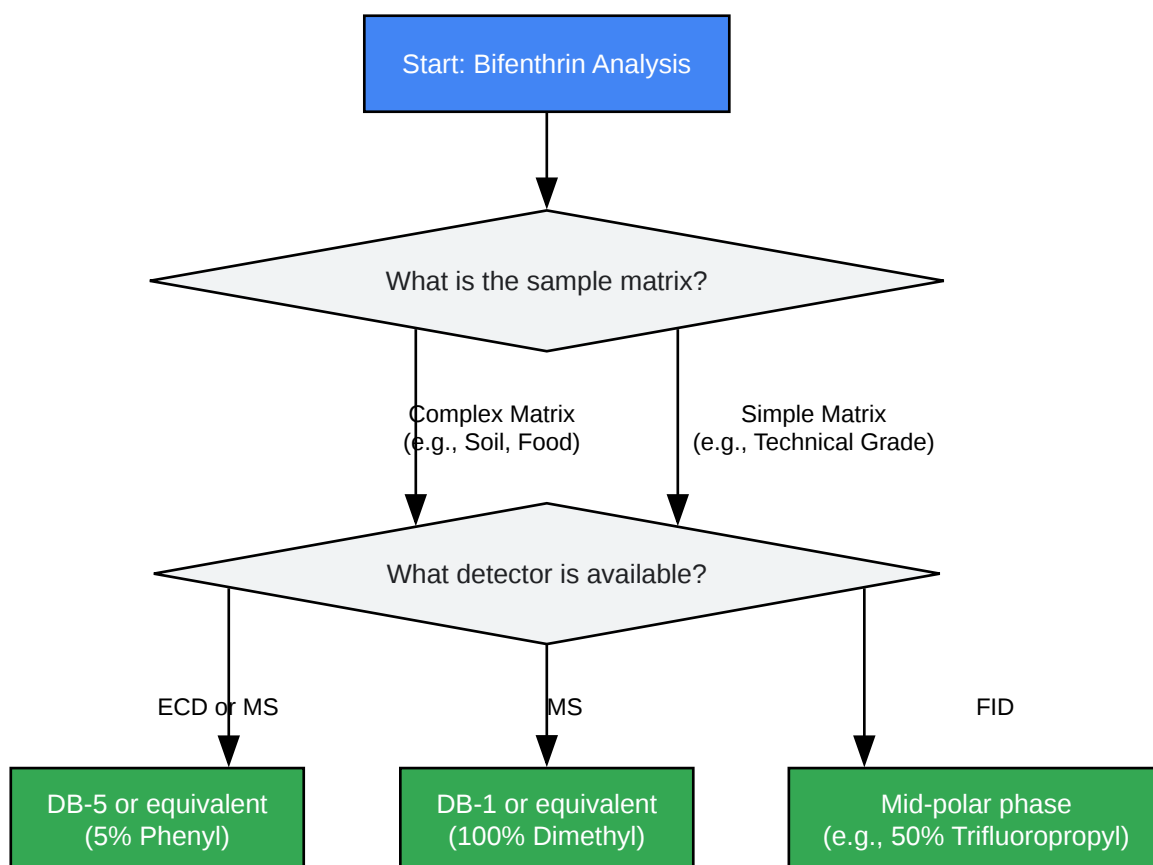 Start: Bifenthrin Analysis
What is the sample matrix?
Complex Matrix
(e.g., Soil, Food)
Simple Matrix
(e.g., Technical Grade)
What detector is available?
ECD or MS
MS
FID
DB-5 or equivalent
(5% Phenyl)
DB-1 or equivalent
(100% Dimethyl)
Mid-polar phase
(e.g., 50% Trifluoropropyl)